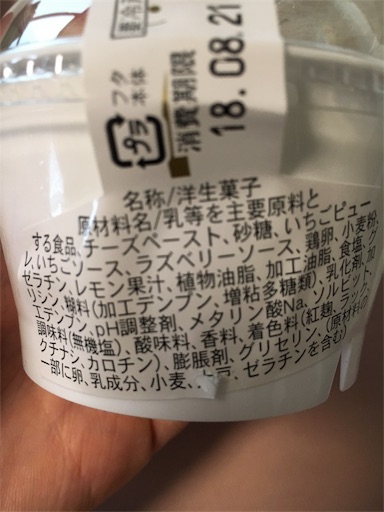 要冷
消費期限
18.08.21
フタ
本体
プラ
名称/洋生菓子
原材料名/乳等を主要原料と
する食品、チーズペースト、砂糖、いちごピュー
レ、いちごソース、ラズベリーソース、鶏卵、小麦粉、
ゼラチン、レモン果汁、植物油脂、加工油脂、食塩、
リシン、糊料(加工デンプン、増粘多糖類)、乳化剤、
エデンプン、pH調整剤、メタリン酸Na、ソルビット、
調味料(無機塩)、酸味料、香料、着色料(紅麹、ラック、
クチナシ、カロチン)、膨脹剤、グリセリン、(原材料の
一部に卵、乳成分、小麦、ゼラチンを含む)